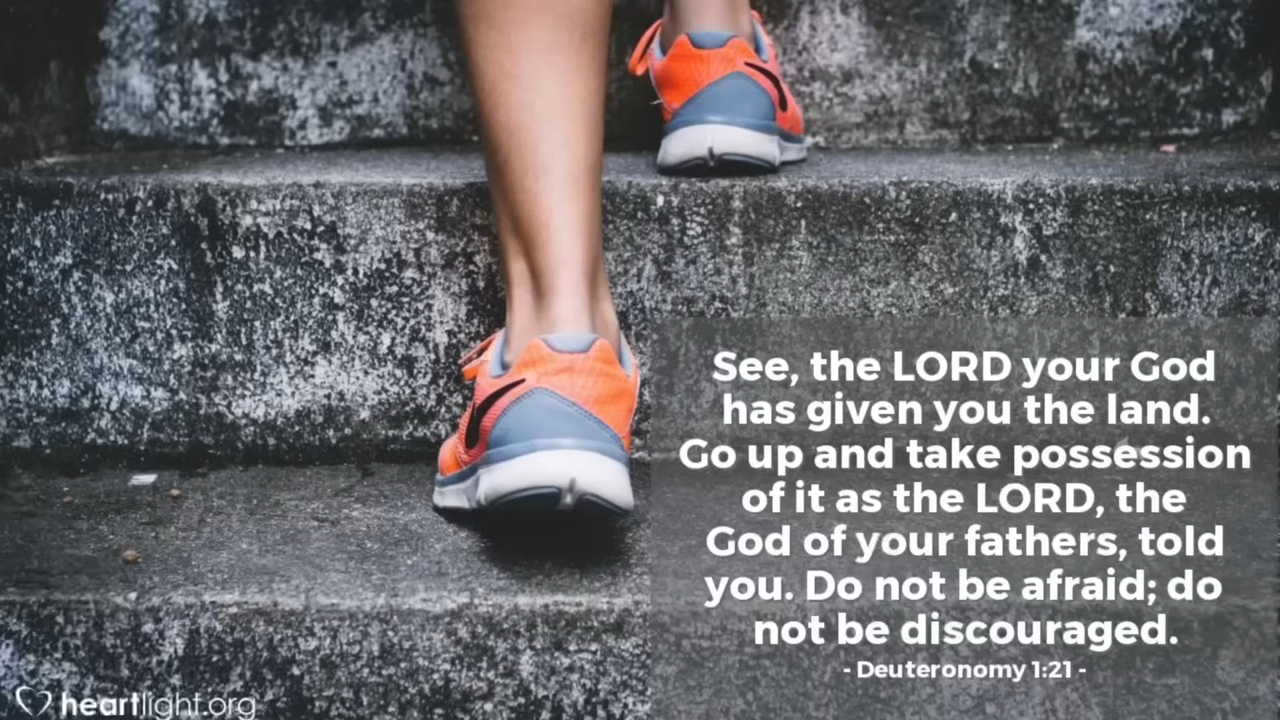 See, the LORD your God
has given you the land.
Go up and take possession
of it as the LORD, the
God of your fathers, told
you. Do not be afraid; do
not be discouraged.
- Deuteronomy 1:21 -
heartlight.org